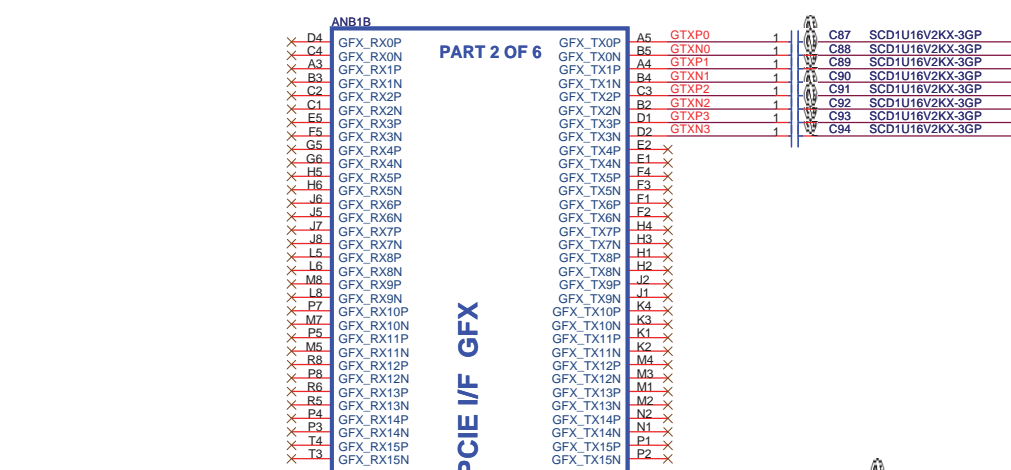 ANB1B
PART 2 OF 6
D4 GFX_RX0P GFX_TX0P A5 GTXP0 1 C87 SCD1U16V2KX-3GP
C4 GFX_RX0N GFX_TX0N B5 GTXN0 C88 SCD1U16V2KX-3GP
A3 GFX_RX1P GFX_TX1P A4 GTXP1 1 C89 SCD1U16V2KX-3GP
B3 GFX_RX1N GFX_TX1N B4 GTXN1 C90 SCD1U16V2KX-3GP
C2 GFX_RX2P GFX_TX2P C3 GTXP2 1 C91 SCD1U16V2KX-3GP
C1 GFX_RX2N GFX_TX2N B2 GTXN2 C92 SCD1U16V2KX-3GP
E5 GFX_RX3P GFX_TX3P D1 GTXP3 1 C93 SCD1U16V2KX-3GP
F5 GFX_RX3N GFX_TX3N D2 GTXN3 1 C94 SCD1U16V2KX-3GP
G5 GFX_RX4P GFX_TX4P E2
G6 GFX_RX4N GFX_TX4N E1
H5 GFX_RX5P GFX_TX5P F4
H6 GFX_RX5N GFX_TX5N F3
J6 GFX_RX6P GFX_TX6P F1
J5 GFX_RX6N GFX_TX6N F2
J7 GFX_RX7P GFX_TX7P H4
J8 GFX_RX7N GFX_TX7N H3
L5 GFX_RX8P GFX_TX8P H1
L6 GFX_RX8N GFX_TX8N H2
M8 GFX_RX9P GFX_TX9P J2
L8 GFX_RX9N GFX_TX9N J1
P7 GFX_RX10P GFX_TX10P K4
M7 GFX_RX10N GFX_TX10N K3
P5 GFX_RX11P GFX_TX11P K1
M5 GFX_RX11N GFX_TX11N K2
R8 GFX_RX12P GFX_TX12P M4
P8 GFX_RX12N GFX_TX12N M3
R6 GFX_RX13P GFX_TX13P M1
R5 GFX_RX13N GFX_TX13N M2
P4 GFX_RX14P GFX_TX14P N2
P3 GFX_RX14N GFX_TX14N N1
T4 GFX_RX15P GFX_TX15P P1
T3 GFX_RX15N GFX_TX15N P2
PCIE I/F GFX